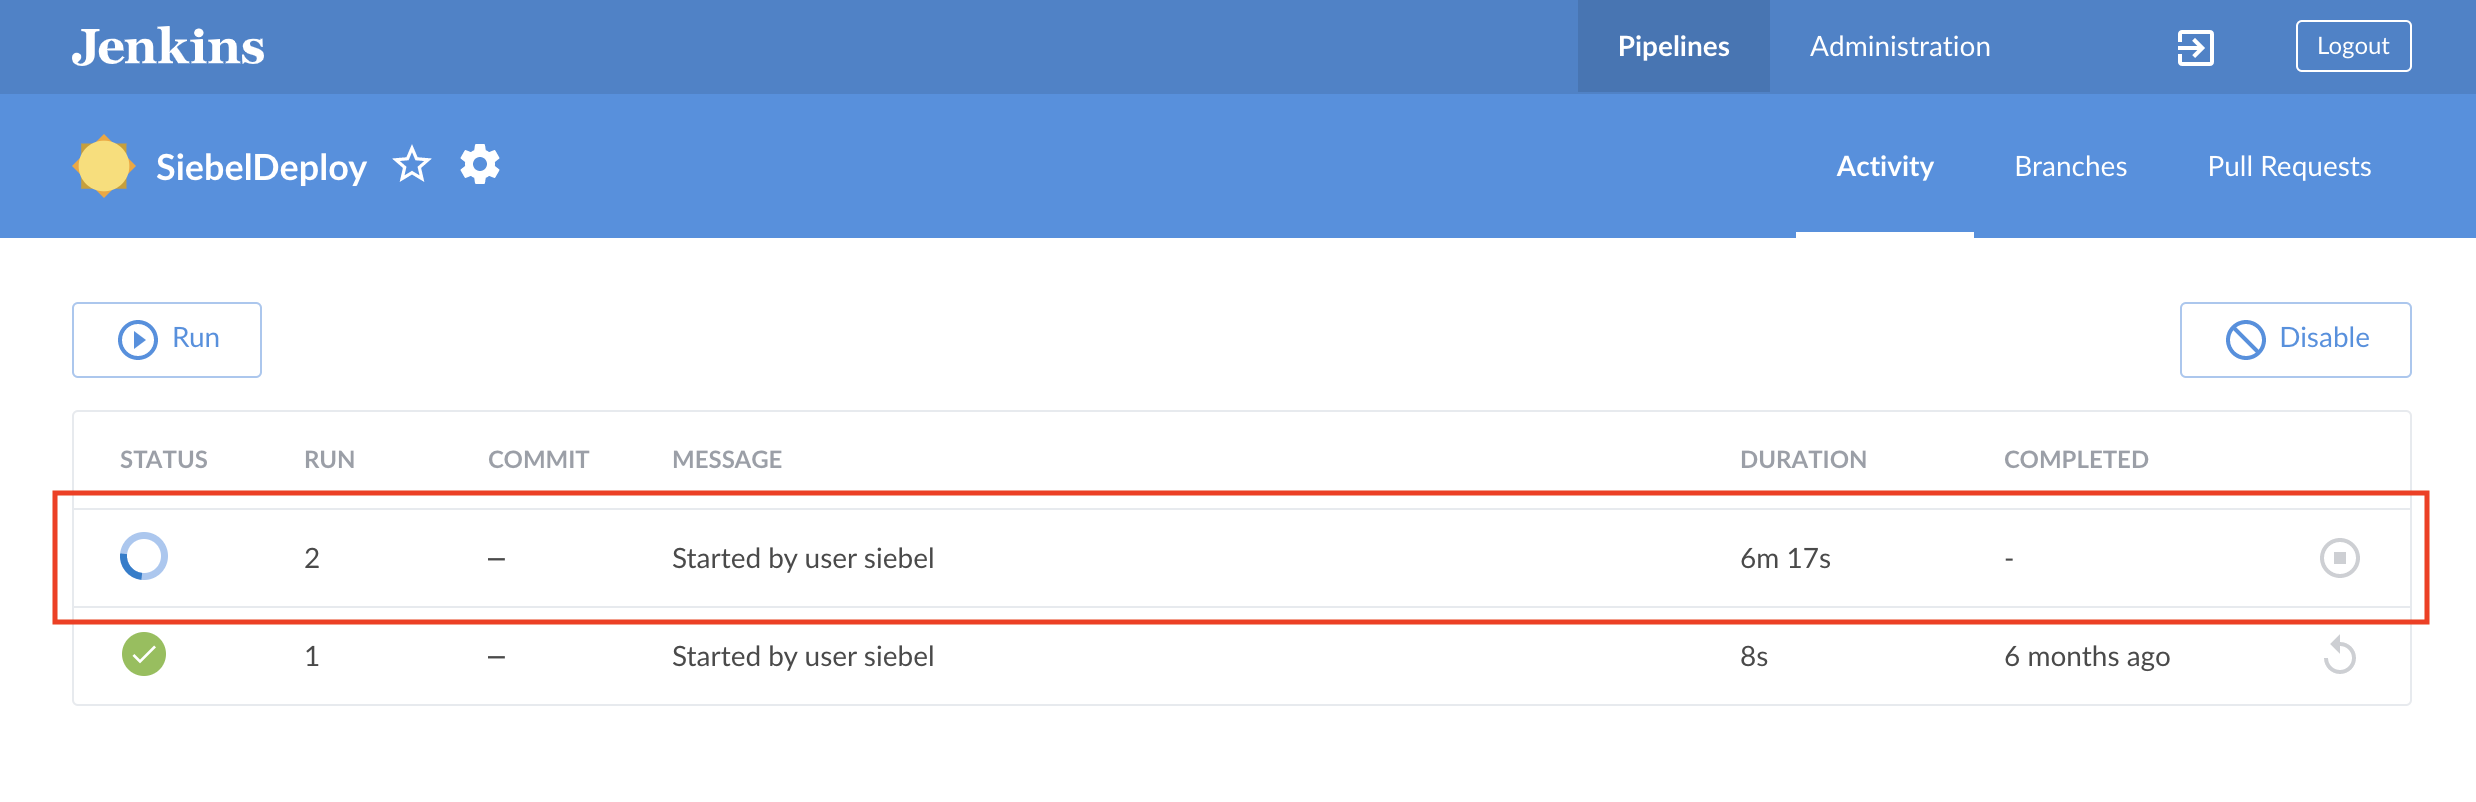 Jenkins Pipelines Administration Logout
SiebelDeploy Activity Branches Pull Requests
Run Disable
STATUS RUN COMMIT MESSAGE DURATION COMPLETED
2 — Started by user siebel 6m 17s -
1 — Started by user siebel 8s 6 months ago